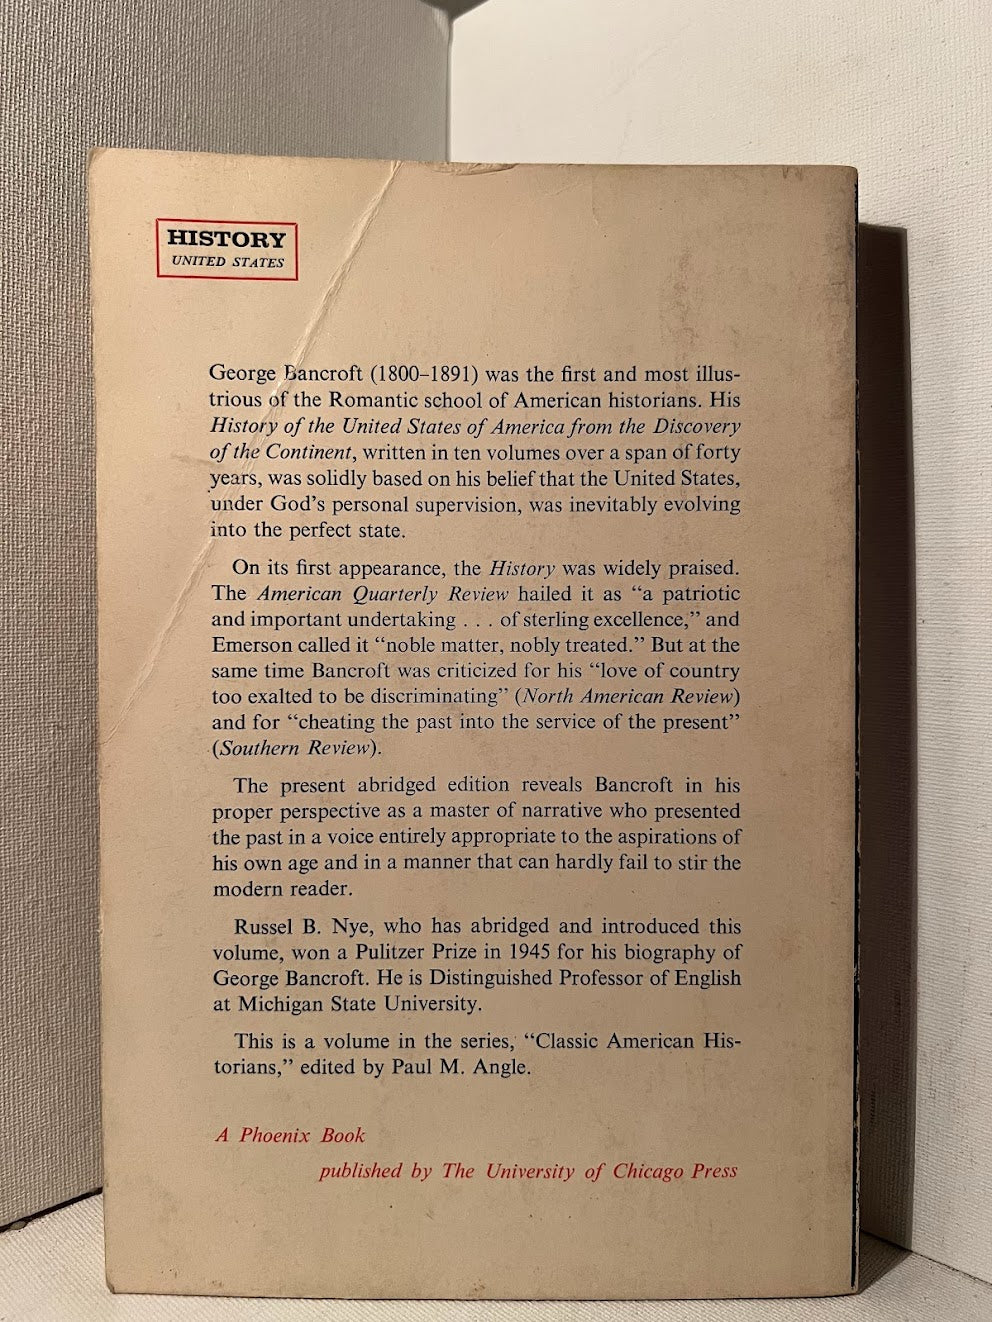 HISTORY
UNITED STATES
George Bancroft (1800–1891) was the first and most illus-
trious of the Romantic school of American historians. His
History of the United States of America from the Discovery
of the Continent, written in ten volumes over a span of forty
years, was solidly based on his belief that the United States,
under God's personal supervision, was inevitably evolving
into the perfect state.
On its first appearance, the History was widely praised.
The American Quarterly Review hailed it as “a patriotic
and important undertaking . . . of sterling excellence,” and
Emerson called it “noble matter, nobly treated.” But at the
same time Bancroft was criticized for his “love of country
too exalted to be discriminating” (North American Review)
and for “cheating the past into the service of the present”
(Southern Review).
The present abridged edition reveals Bancroft in his
proper perspective as a master of narrative who presented
the past in a voice entirely appropriate to the aspirations of
his own age and in a manner that can hardly fail to stir the
modern reader.
Russel B. Nye, who has abridged and introduced this
volume, won a Pulitzer Prize in 1945 for his biography of
George Bancroft. He is Distinguished Professor of English
at Michigan State University.
This is a volume in the series, “Classic American His-
torians,” edited by Paul M. Angle.
A Phoenix Book
published by The University of Chicago Press